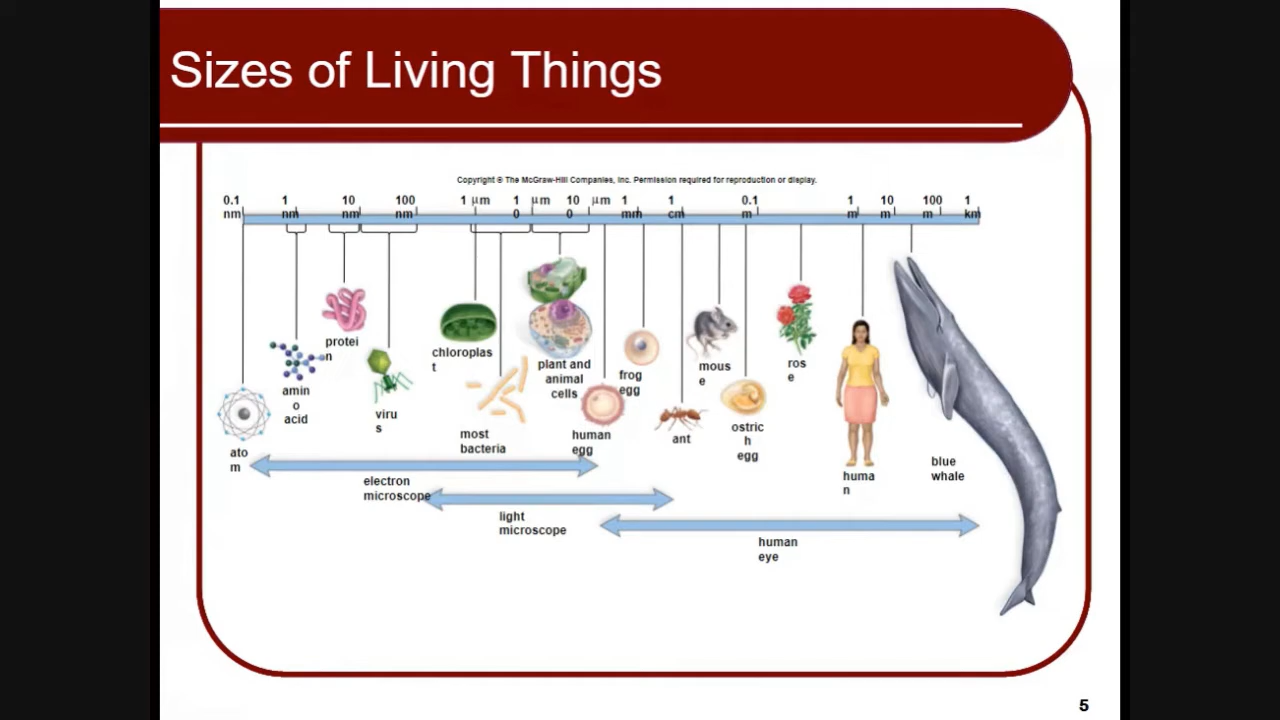 Sizes of Living Things
Copyright © The McGraw-Hill Companies, Inc. Permission required for reproduction or display.
0.1 1 10 100 1 µm 1 µm 10 µm 1 1 0.1 1 10 100 1
nm nm nm nm 0 0 mm cm m m m m km
protei
n
chloroplas
t
plant and
animal
cells
frog
egg
mous
e
ros
e
amin
o
acid
viru
s
most
bacteria
human
egg
ant
ostric
h
egg
ato
m
huma
n
blue
whale
electron
microscope
light
microscope
human
eye
5